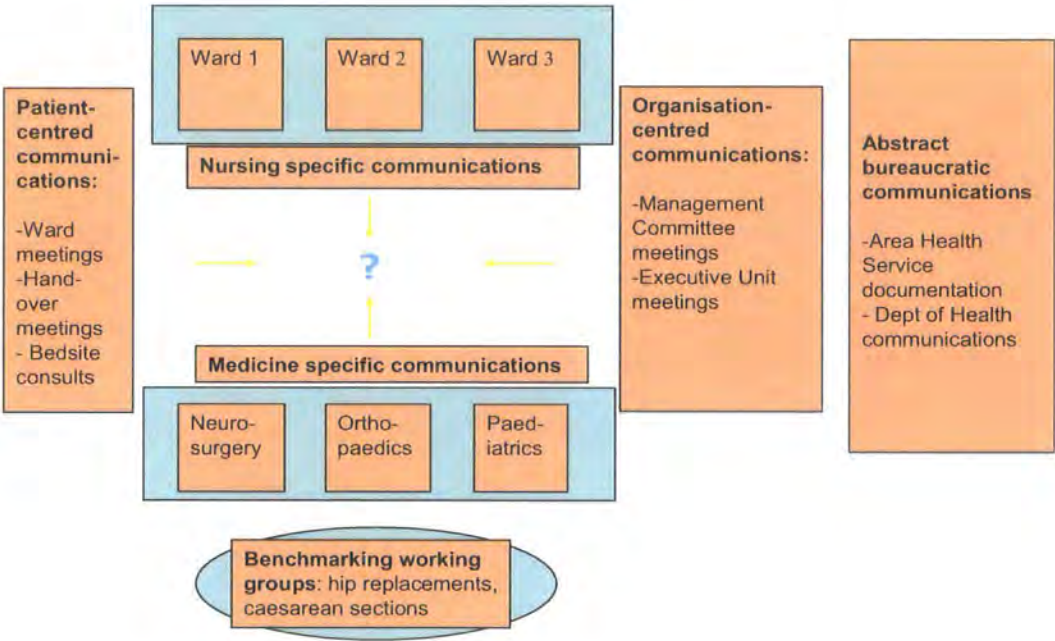 Ward 1
Ward 2
Ward 3
Nursing specific communications
Patient-
centred
communi-
cations:
-Ward
meetings
-Hand-
over
meetings
- Bedsite
consults
?
Organisation-
centred
communications:
-Management
Committee
meetings
-Executive Unit
meetings
Abstract
bureaucratic
communications
-Area Health
Service
documentation
- Dept of Health
communications
Medicine specific communications
Neuro-
surgery
Ortho-
paedics
Paed-
iatrics
Benchmarking working
groups: hip replacements,
caesarean sections